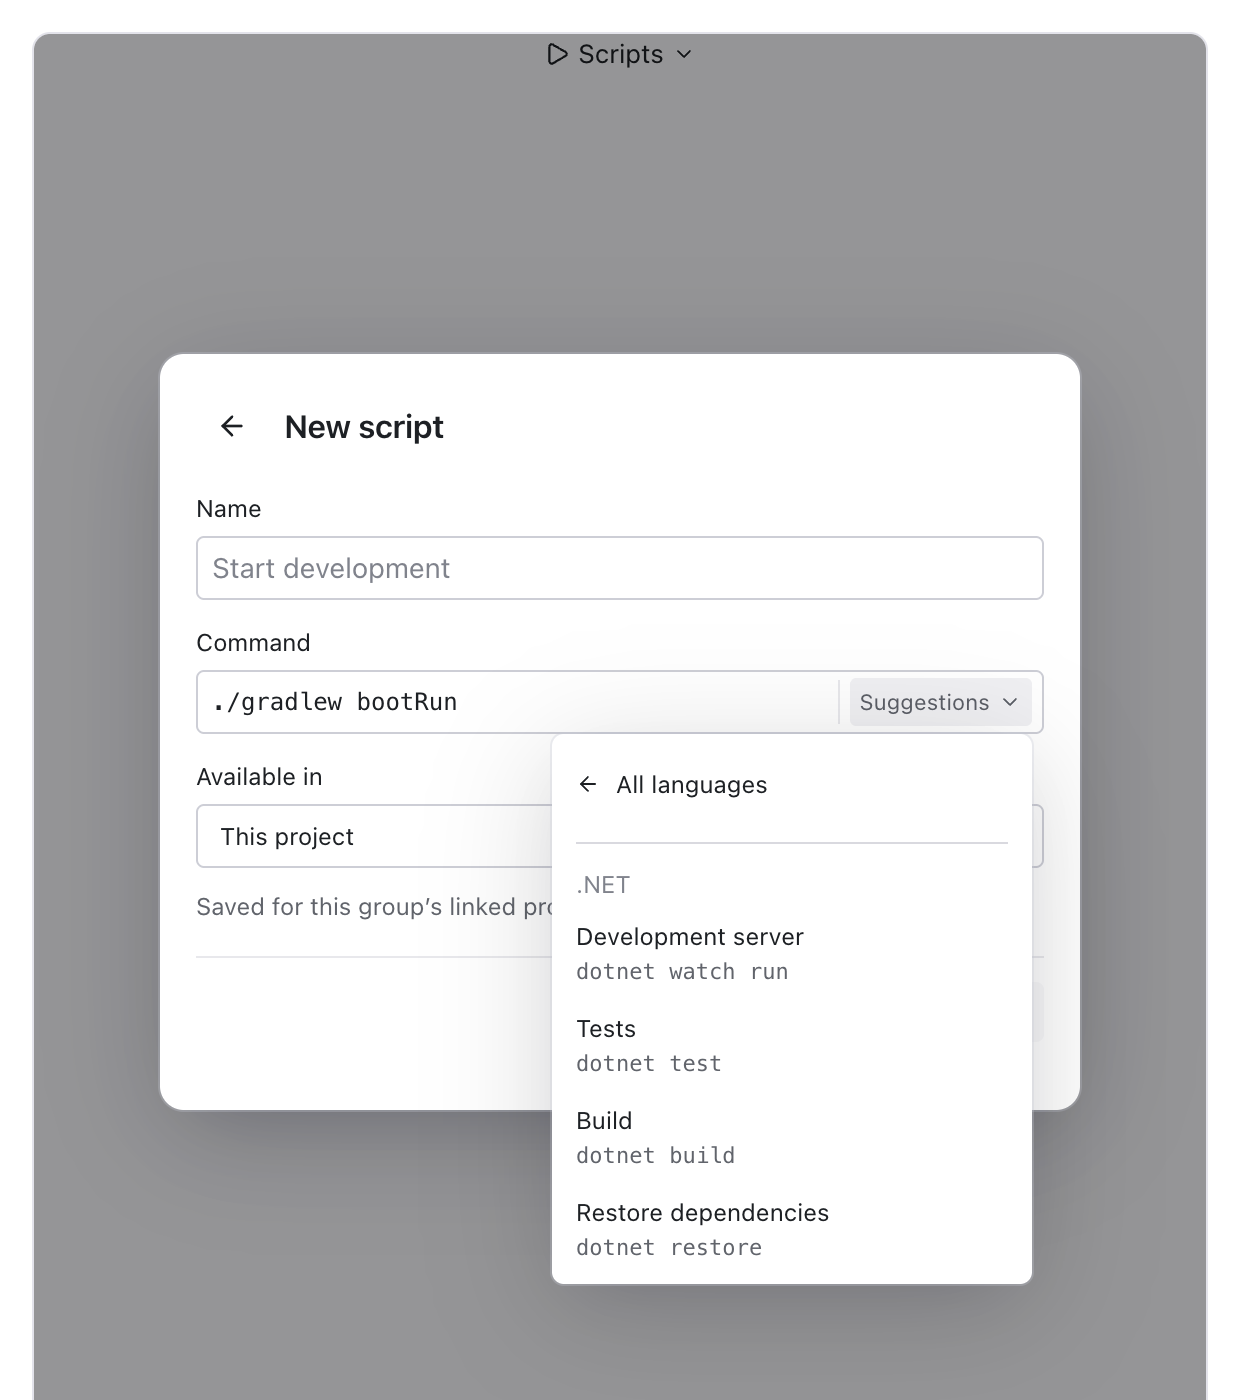 Scripts
New script
Name
Start development
Command
./gradlew bootRun
Suggestions
Available in
This project
Saved for this group’s linked
All languages
.NET
Development server
dotnet watch run
Tests
dotnet test
Build
dotnet build
Restore dependencies
dotnet restore